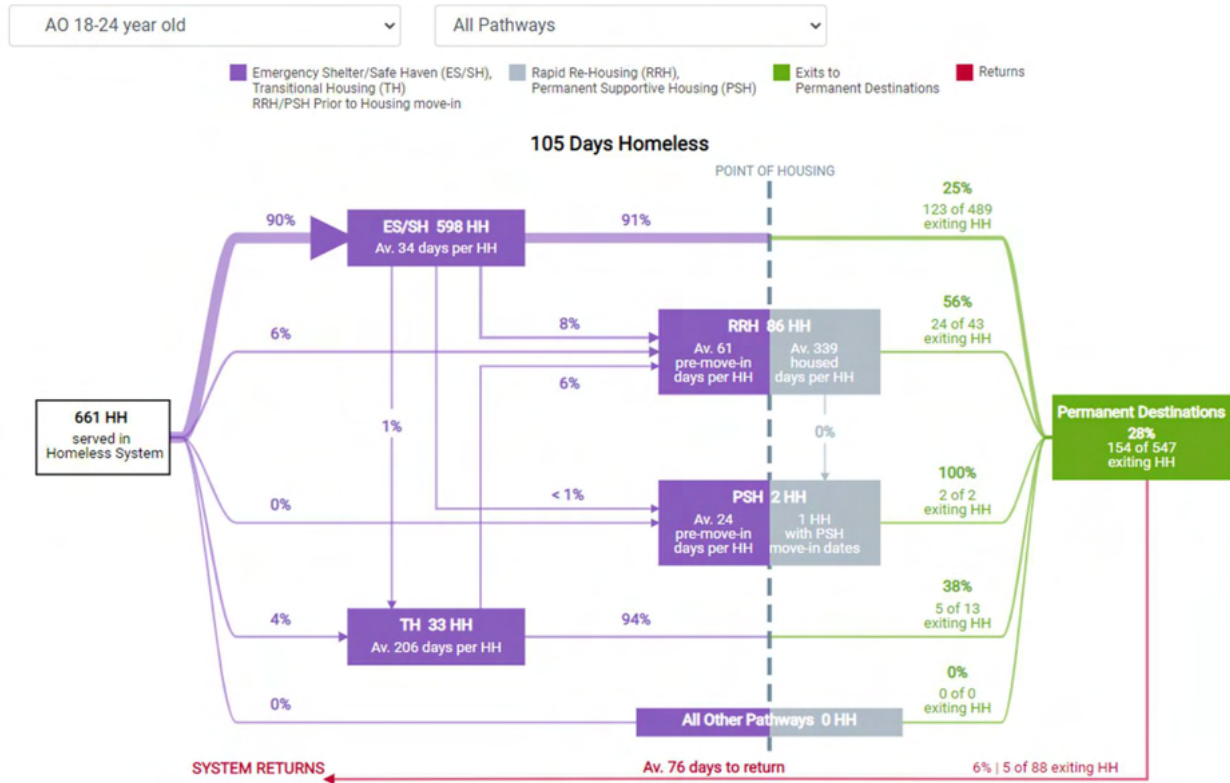 AO 18-24 year old
All Pathways
Emergency Shelter/Safe Haven (ES/SH),
Transitional Housing (TH)
RRH/PSH Prior to Housing move-in
Rapid Re-Housing (RRH),
Permanent Supportive Housing (PSH)
Exits to
Permanent Destinations
Returns
105 Days Homeless
POINT OF HOUSING
90%
ES/SH 598 HH
Av. 34 days per HH
91%
25%
123 of 489
exiting HH
6%
8%
RRH 86 HH
Av. 61
pre-move-in
days per HH
Av. 339
housed
days per HH
56%
24 of 43
exiting HH
6%
661 HH
served in
Homeless System
1%
0%
Permanent Destinations
28%
154 of 547
exiting HH
0%
< 1%
PSH 2 HH
Av. 24
pre-move-in
days per HH
1 HH
with PSH
move-in dates
100%
2 of 2
exiting HH
4%
TH 33 HH
Av. 206 days per HH
94%
38%
5 of 13
exiting HH
0%
All Other Pathways 0 HH
0%
0 of 0
exiting HH
SYSTEM RETURNS
Av. 76 days to return
6% | 5 of 88 exiting HH